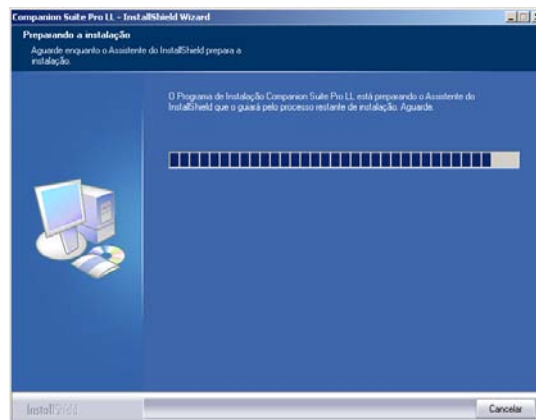 Companion Suite Pro LL - InstallShield Wizard
Preparando a instalação
Aguarde enquanto o Assistente do InstallShield prepara a
instalação.
O Programa de Instalação Companion Suite Pro LL está preparando o Assistente do
InstallShield que o guiará pelo processo restante de instalação. Aguarde.
InstallShield
Cancelar